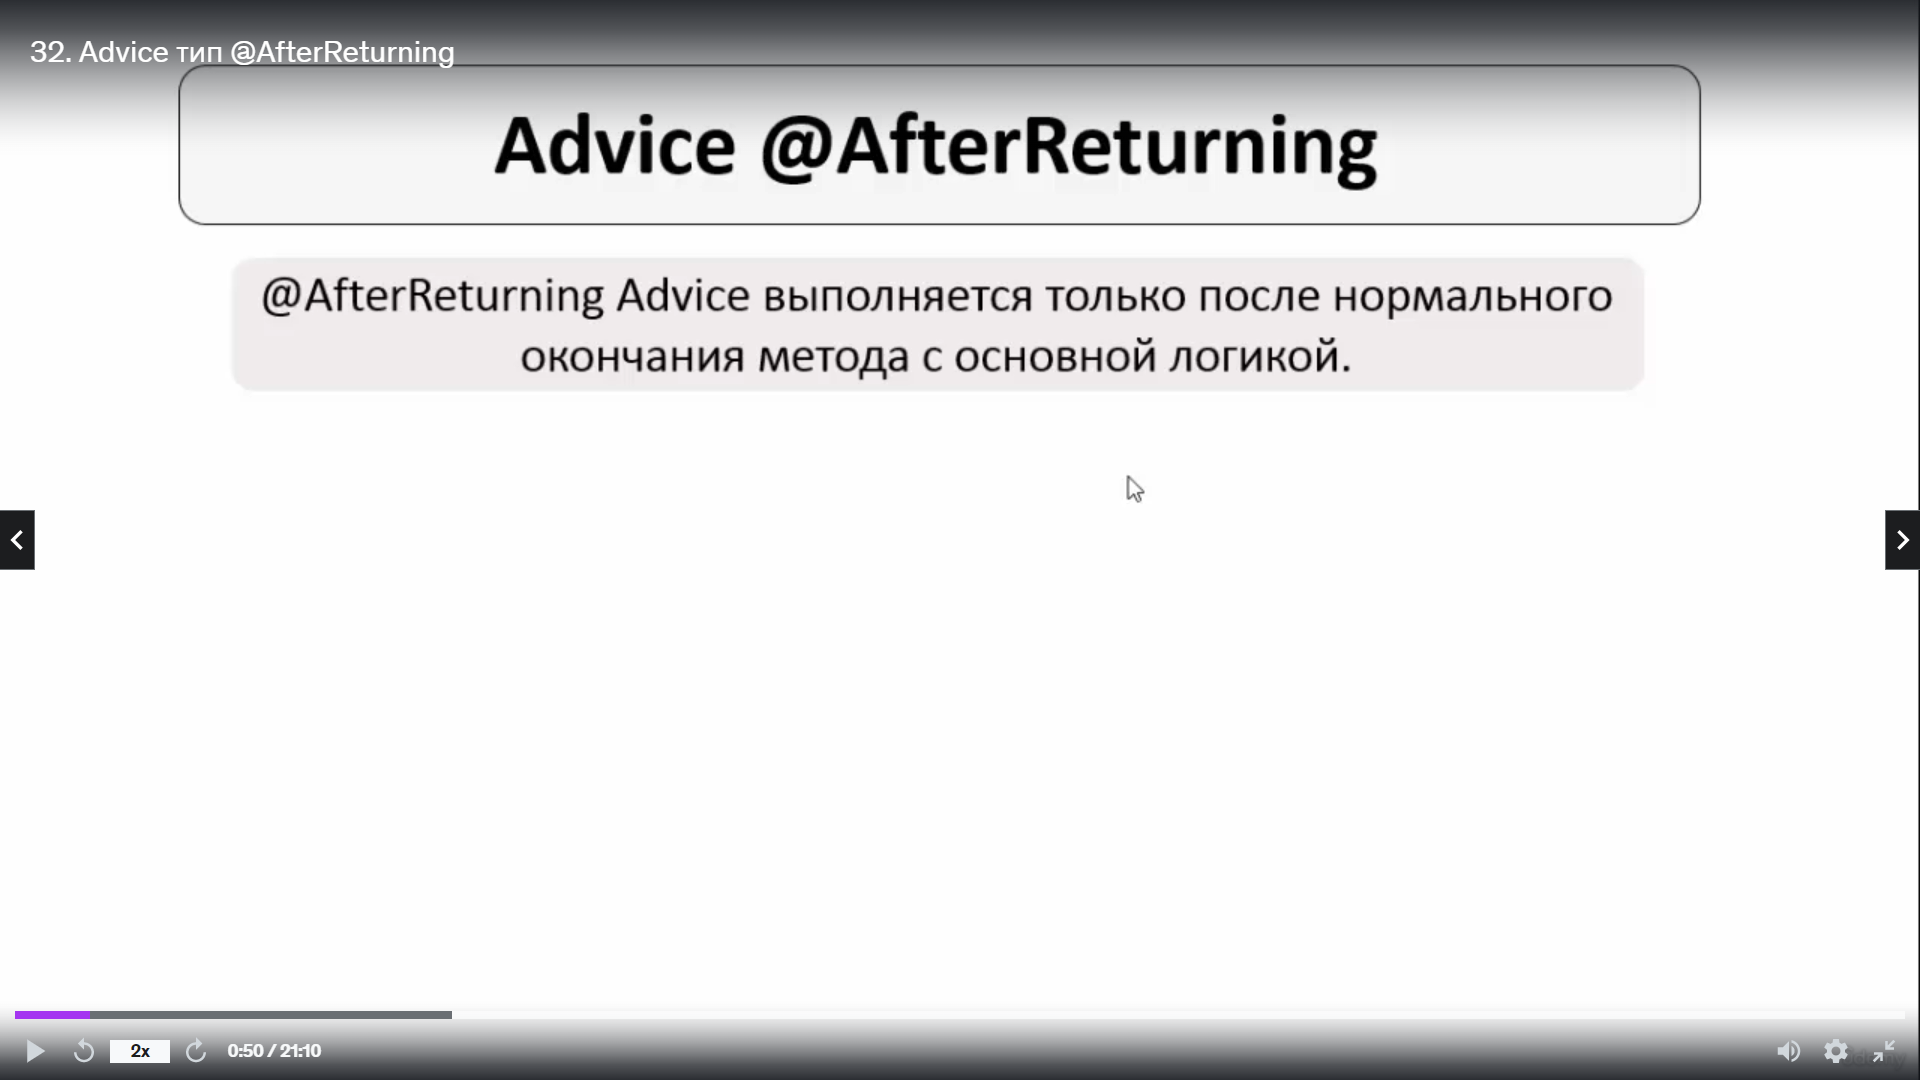 32. Advice тип @AfterReturning
Advice @AfterReturning
@AfterReturning Advice выполняется только после нормального
окончания метода с основной логикой.
2x
0:50 / 21:10